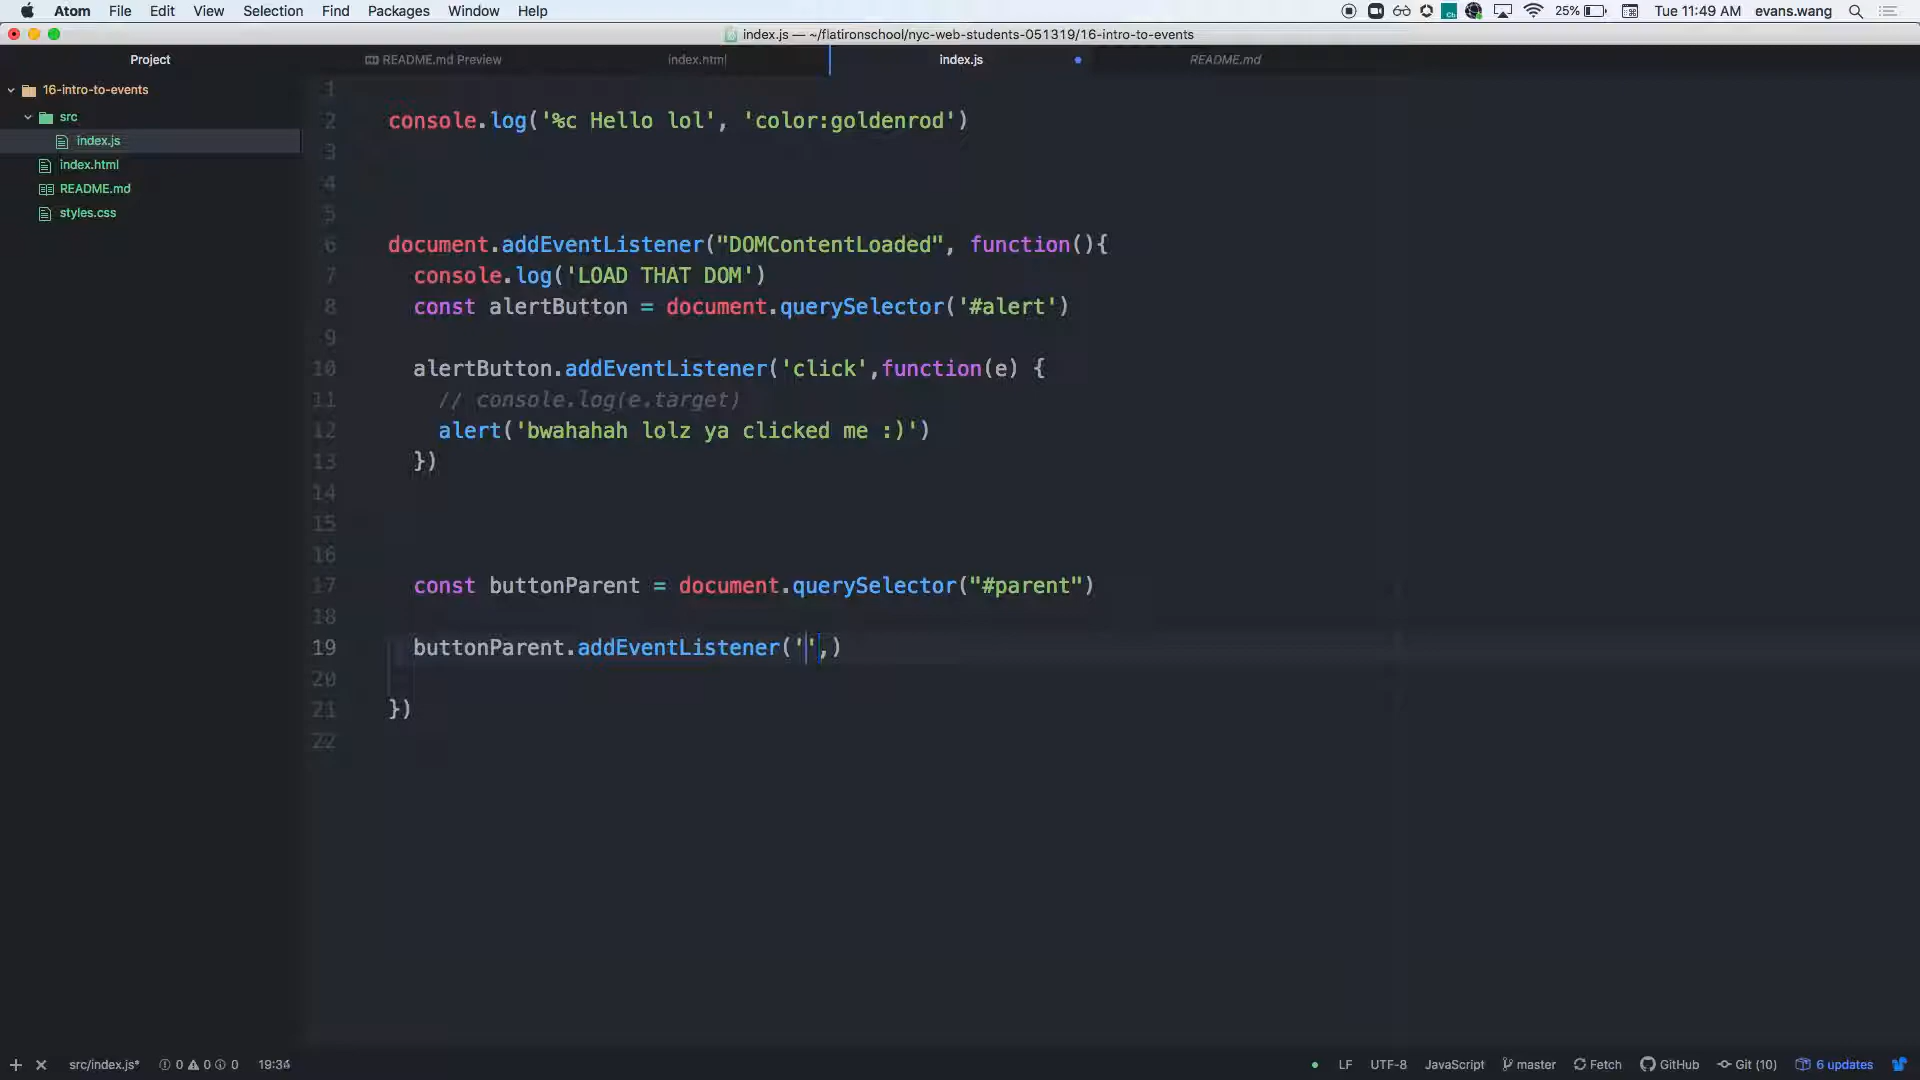 Atom File Edit View Selection Find Packages Window Help 25% Tue 11:49 AM evans.wang
index.js — ~/flatironschool/nyc-web-students-051319/16-intro-to-events
Project README.md Preview index.html index.js README.md
16-intro-to-events
src
index.js
index.html
README.md
styles.css
1
2 console.log('%c Hello lol', 'color:goldenrod')
3
4
5
6 document.addEventListener("DOMContentLoaded", function(){
7 console.log('LOAD THAT DOM')
8 const alertButton = document.querySelector('#alert')
9
10 alertButton.addEventListener('click',function(e) {
11 // console.log(e.target)
12 alert('bwahahah lolz ya clicked me :)')
13 })
14
15
16
17 const buttonParent = document.querySelector("#parent")
18
19 buttonParent.addEventListener('',)
20
21 })
22
src/index.js* 0 0 0 19:34 LF UTF-8 JavaScript master Fetch GitHub Git (10) 6 updates